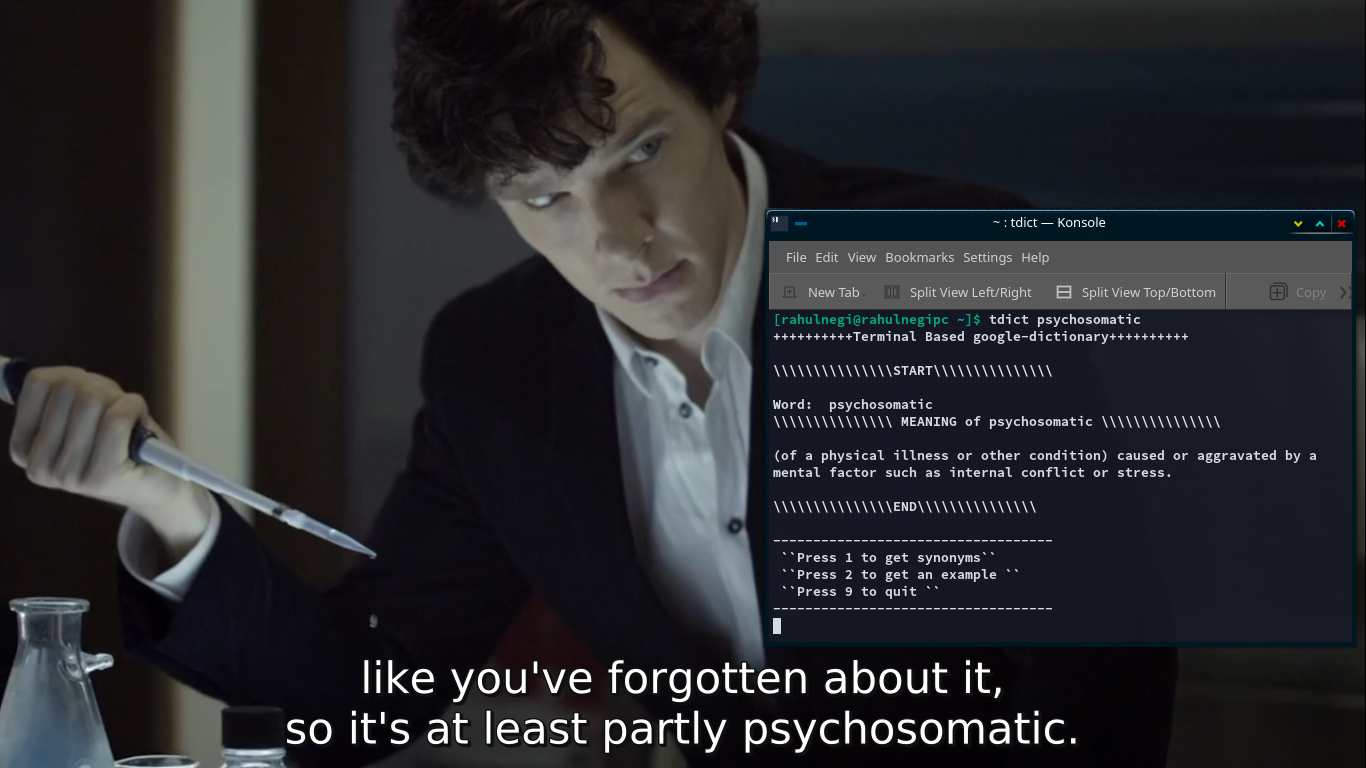 ~ : tdict — Konsole
File Edit View Bookmarks Settings Help
New Tab Split View Left/Right Split View Top/Bottom Copy
[rahulnegi@rahulnegipc ~]$ tdict psychosomatic
++++++++++Terminal Based google-dictionary++++++++++
\\\\\\\\\\\\\\\START\\\\\\\\\\\\\\\
Word:  psychosomatic
\\\\\\\\\\\\\\\ MEANING of psychosomatic \\\\\\\\\\\\\\\
(of a physical illness or other condition) caused or aggravated by a
mental factor such as internal conflict or stress.
\\\\\\\\\\\\\\\END\\\\\\\\\\\\\\\
-----------------------------------
``Press 1 to get synonyms``
``Press 2 to get an example ``
``Press 9 to quit ``
-----------------------------------
like you've forgotten about it,
so it's at least partly psychosomatic.